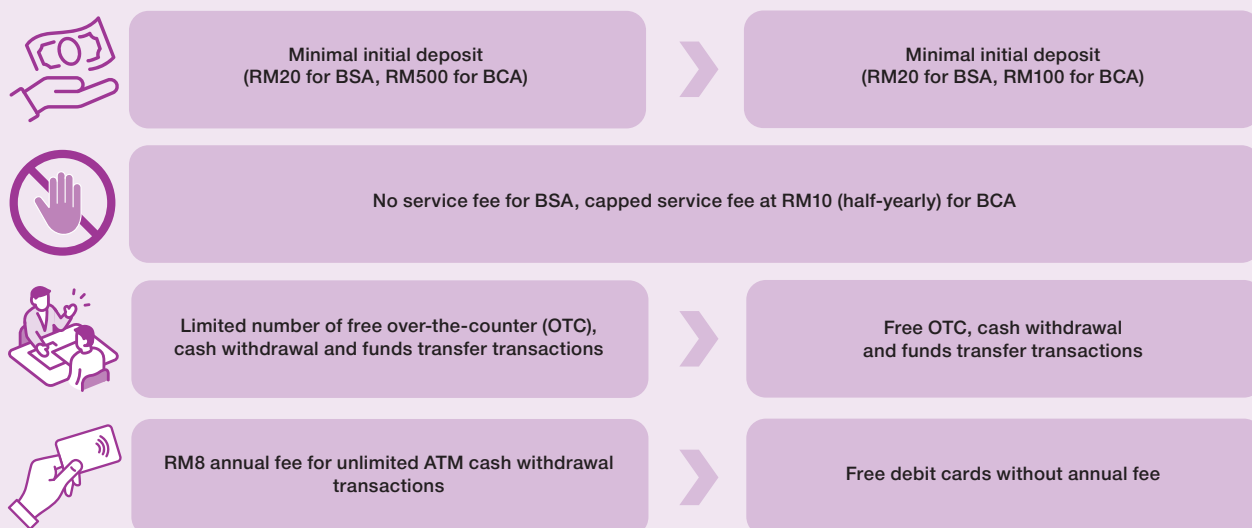 Minimal initial deposit
(RM20 for BSA, RM500 for BCA)
Minimal initial deposit
(RM20 for BSA, RM100 for BCA)
No service fee for BSA, capped service fee at RM10 (half-yearly) for BCA
Limited number of free over-the-counter (OTC),
cash withdrawal and funds transfer transactions
Free OTC, cash withdrawal
and funds transfer transactions
RM8 annual fee for unlimited ATM cash withdrawal
transactions
Free debit cards without annual fee